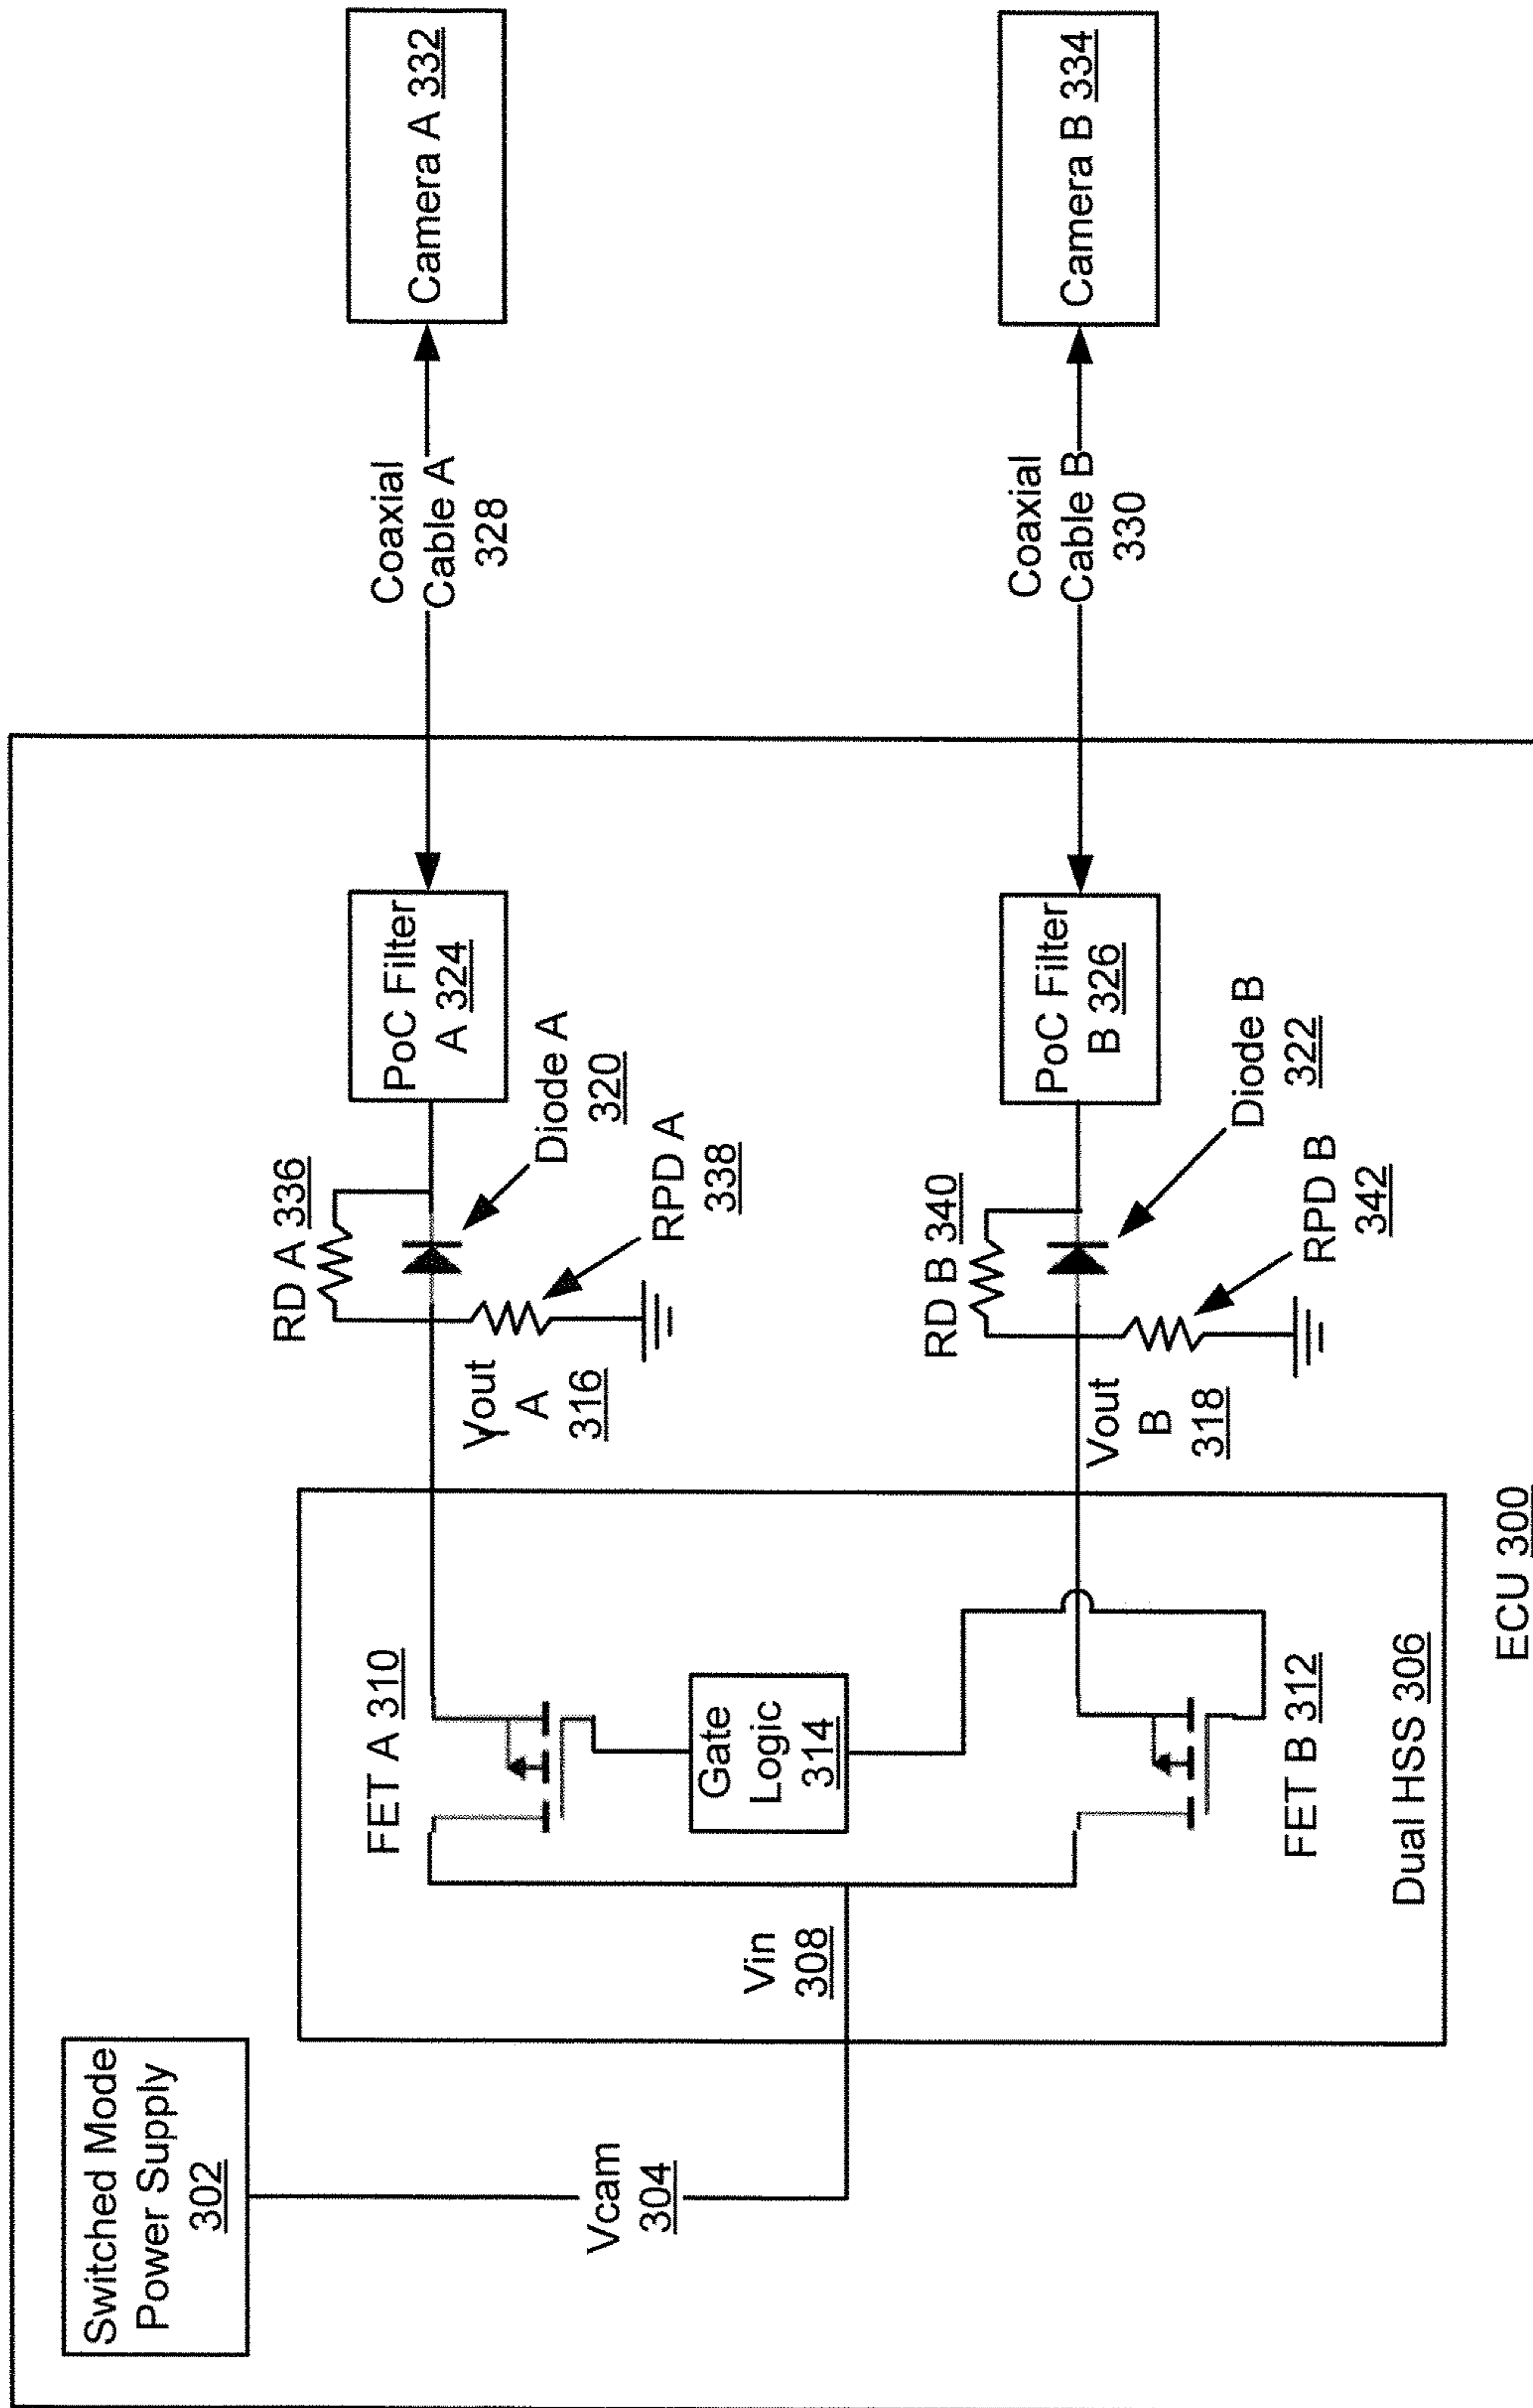 Switched Mode
Power Supply
302
Vcam
304
Vin
308
FET A 310
Gate
Logic
314
FET B 312
Dual HSS 306
ECU 300
Vout
A
316
RD A 336
Diode A
320
RPD A
338
PoC Filter
A 324
Coaxial
Cable A
328
Camera A 332
Vout
B
318
RD B 340
Diode B
322
RPD B
342
PoC Filter
B 326
Coaxial
Cable B
330
Camera B 334